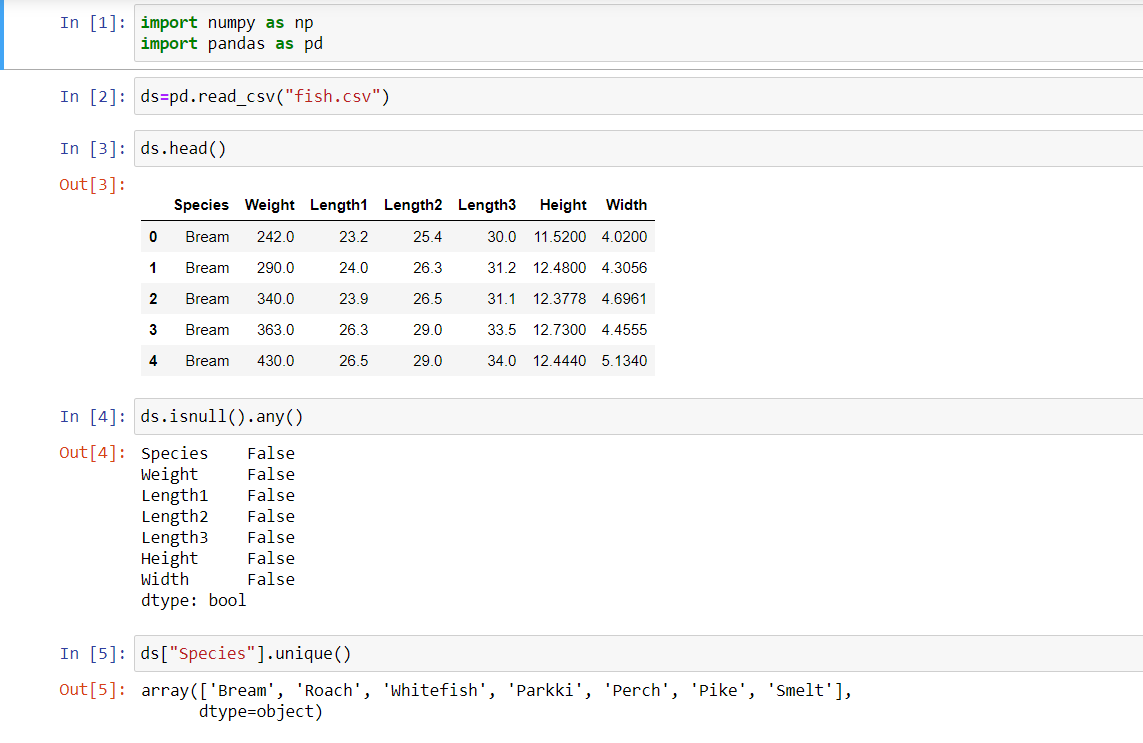 In [1]: import numpy as np
import pandas as pd
In [2]: ds=pd.read_csv("fish.csv")
In [3]: ds.head()
Out[3]:
Species Weight Length1 Length2 Length3 Height Width
0 Bream 242.0 23.2 25.4 30.0 11.5200 4.0200
1 Bream 290.0 24.0 26.3 31.2 12.4800 4.3056
2 Bream 340.0 23.9 26.5 31.1 12.3778 4.6961
3 Bream 363.0 26.3 29.0 33.5 12.7300 4.4555
4 Bream 430.0 26.5 29.0 34.0 12.4440 5.1340
In [4]: ds.isnull().any()
Out[4]: Species False
Weight False
Length1 False
Length2 False
Length3 False
Height False
Width False
dtype: bool
In [5]: ds["Species"].unique()
Out[5]: array(['Bream', 'Roach', 'Whitefish', 'Parkki', 'Perch', 'Pike', 'Smelt'],
dtype=object)